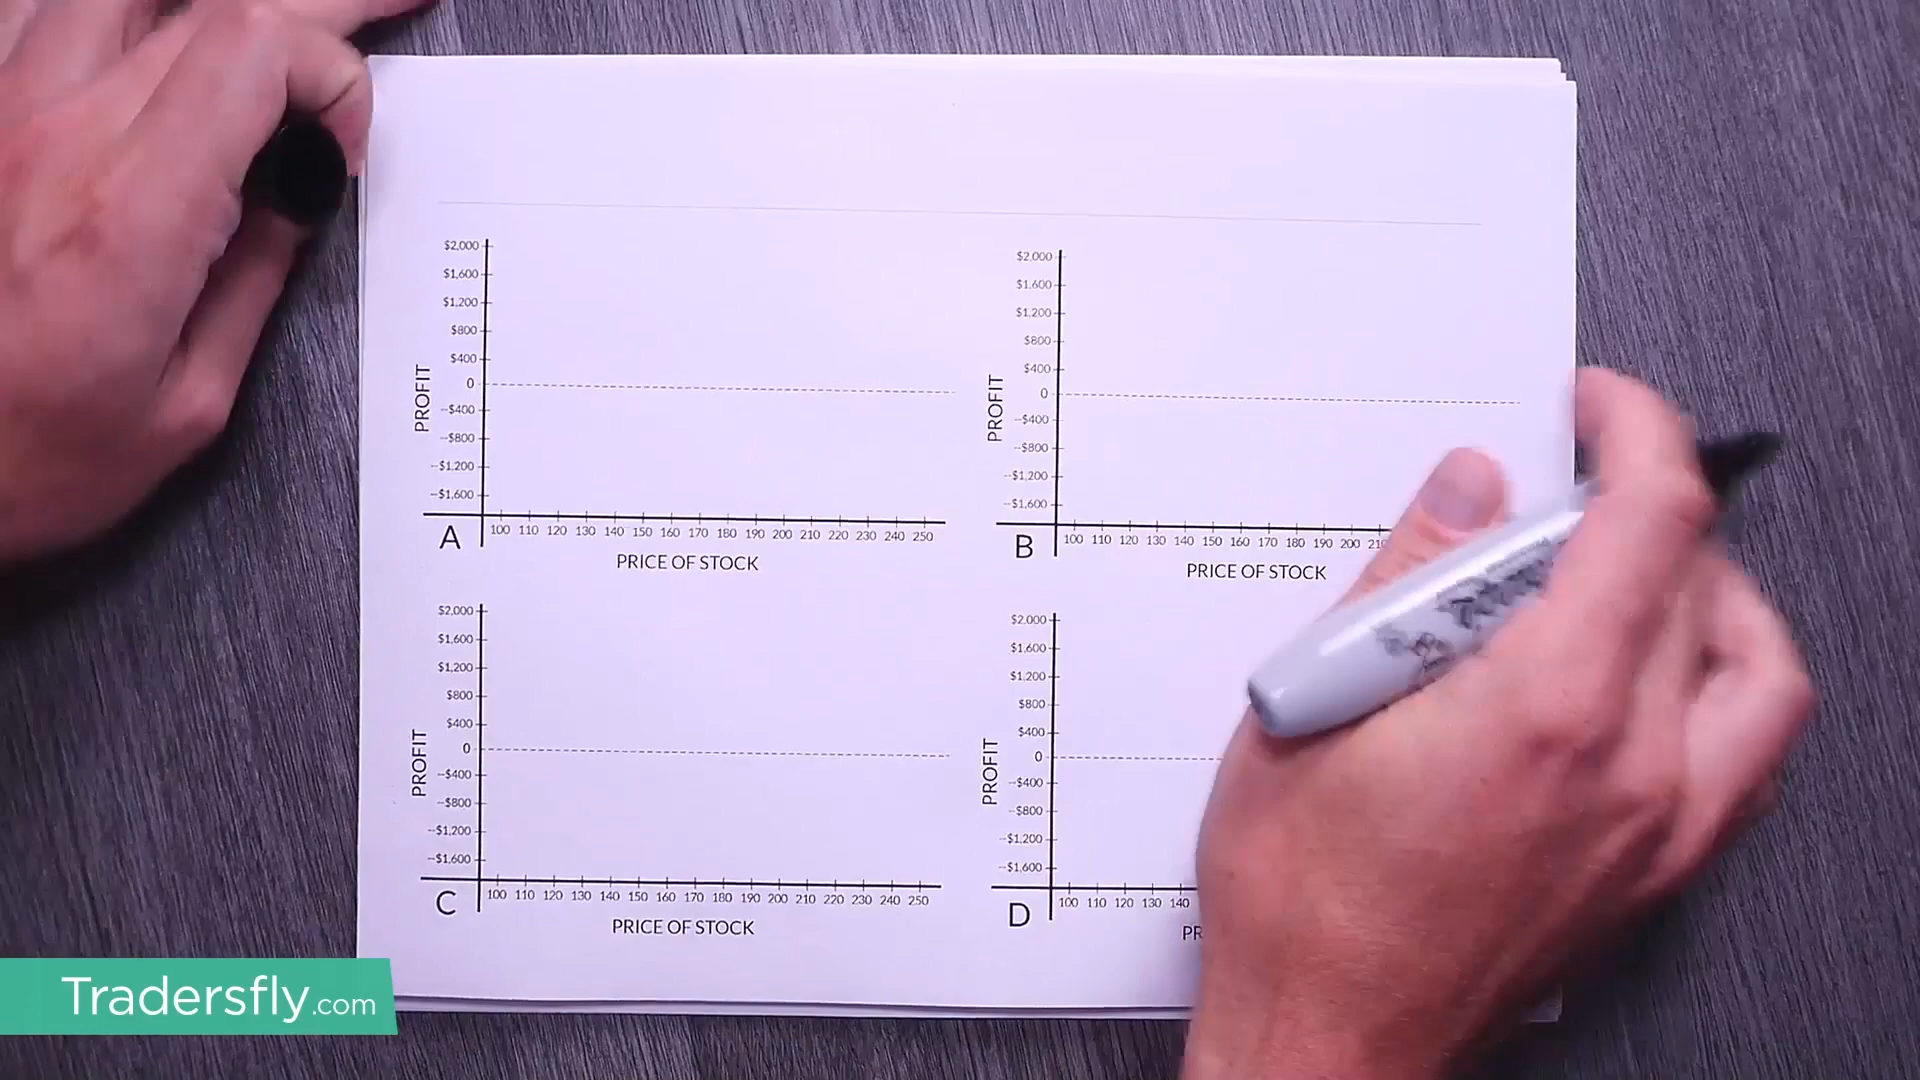 $2,000
$1,600
$1,200
$800
$400
0
--$400
--$800
--$1,200
--$1,600
PROFIT
A
100 110 120 130 140 150 160 170 180 190 200 210 220 230 240 250
PRICE OF STOCK
$2,000
$1,600
$1,200
$800
$400
0
--$400
--$800
--$1,200
--$1,600
PROFIT
B
100 110 120 130 140 150 160 170 180 190 200
PRICE OF STOCK
$2,000
$1,600
$1,200
$800
$400
0
--$400
--$800
--$1,200
--$1,600
PROFIT
C
100 110 120 130 140 150 160 170 180 190 200 210 220 230 240 250
PRICE OF STOCK
$2,000
$1,600
$1,200
$800
$400
0
--$400
--$800
--$1,200
--$1,600
PROFIT
D
100 110 120 130 140
Tradersfly.com